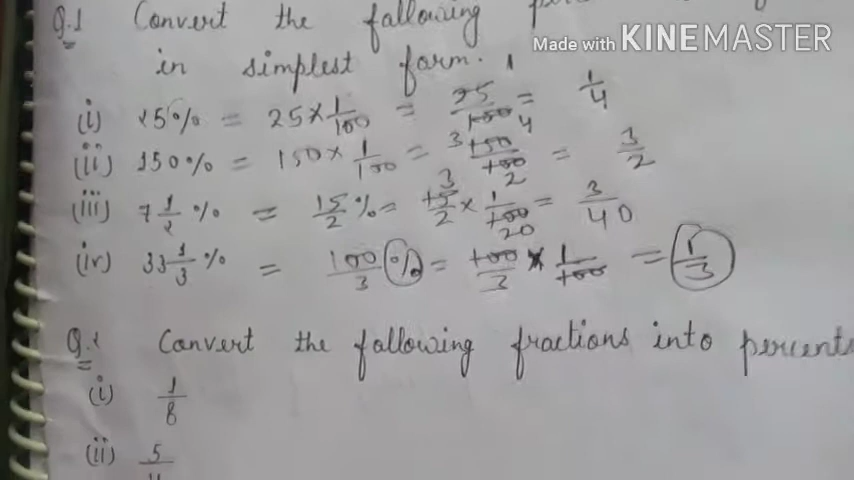 Q.1 Convert the fallowing
in simplest farm.
Made with KINEMASTER
(i) 25% = 25 × 1/100 = 25/100 = 1/4
(ii) 150% = 150 × 1/100 = 150/100 = 3/2
(iii) 7 1/2 % = 15/2 % = 15/2 × 1/100 = 3/40
(iv) 33 1/3 % = 100/3 % = 100/3 × 1/100 = 1/3
Q. Convert the following fractions into percent
(i) 1/8
(ii) 5/